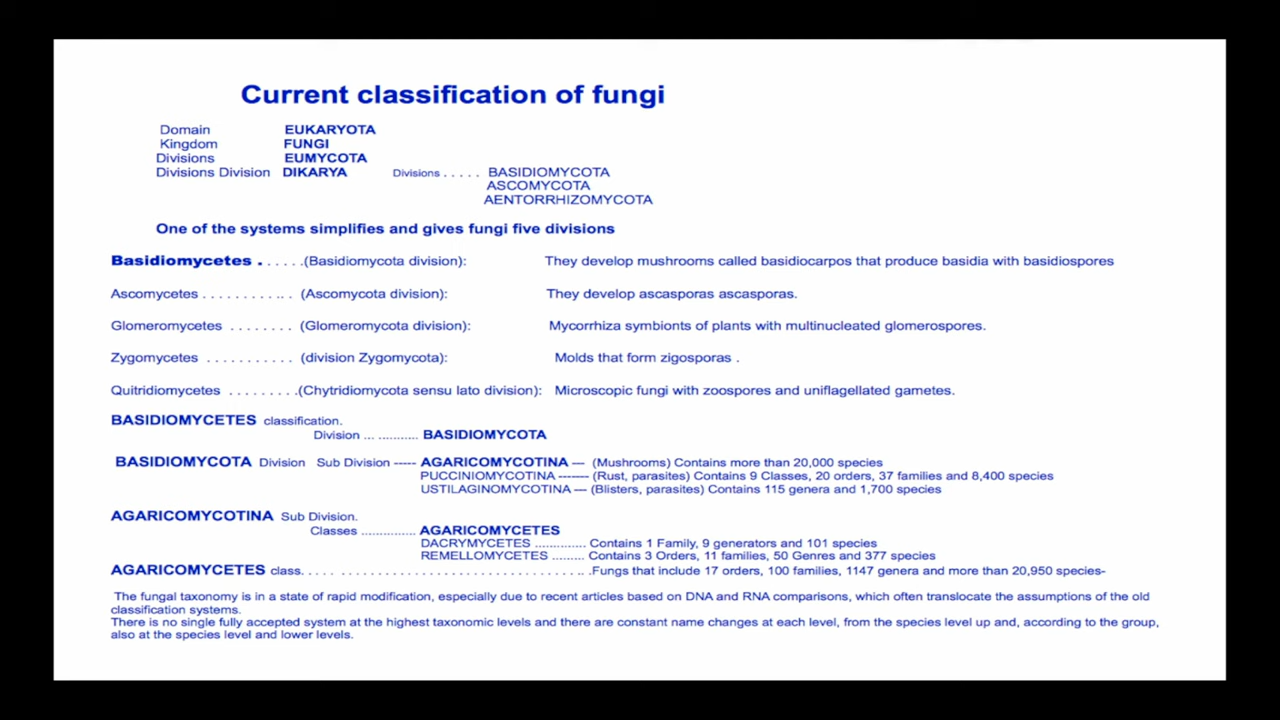 Current classification of fungi
Domain EUKARYOTA
Kingdom FUNGI
Divisions EUMYCOTA
Divisions Division DIKARYA Divisions . . . . . BASIDIOMYCOTA
ASCOMYCOTA
AENTORRHIZOMYCOTA
One of the systems simplifies and gives fungi five divisions
Basidiomycetes . . . . . .(Basidiomycota division): They develop mushrooms called basidiocarpos that produce basidia with basidiospores
Ascomycetes . . . . . . . . . .. . (Ascomycota division): They develop ascasporas ascasporas.
Glomeromycetes . . . . . . . . (Glomeromycota division): Mycorrhiza symbionts of plants with multinucleated glomerospores.
Zygomycetes . . . . . . . . . . . (division Zygomycota): Molds that form zigosporas .
Quitridiomycetes . . . . . . . . .(Chytridiomycota sensu lato division): Microscopic fungi with zoospores and uniflagellated gametes.
BASIDIOMYCETES classification.
Division ... ........... BASIDIOMYCOTA
BASIDIOMYCOTA Division Sub Division ----- AGARICOMYCOTINA --- (Mushrooms) Contains more than 20,000 species
PUCCINIOMYCOTINA ------- (Rust, parasites) Contains 9 Classes, 20 orders, 37 families and 8,400 species
USTILAGINOMYCOTINA --- (Blisters, parasites) Contains 115 genera and 1,700 species
AGARICOMYCOTINA Sub Division.
Classes ............... AGARICOMYCETES
DACRYMYCETES .............. Contains 1 Family, 9 generators and 101 species
REMELLOMYCETES ......... Contains 3 Orders, 11 families, 50 Genres and 377 species
AGARICOMYCETES class. . . . . . . . . . . . . . . . . . . . . . . . . . . . . . . . . . .. .Fungs that include 17 orders, 100 families, 1147 genera and more than 20,950 species-
The fungal taxonomy is in a state of rapid modification, especially due to recent articles based on DNA and RNA comparisons, which often translocate the assumptions of the old
classification systems.
There is no single fully accepted system at the highest taxonomic levels and there are constant name changes at each level, from the species level up and, according to the group,
also at the species level and lower levels.